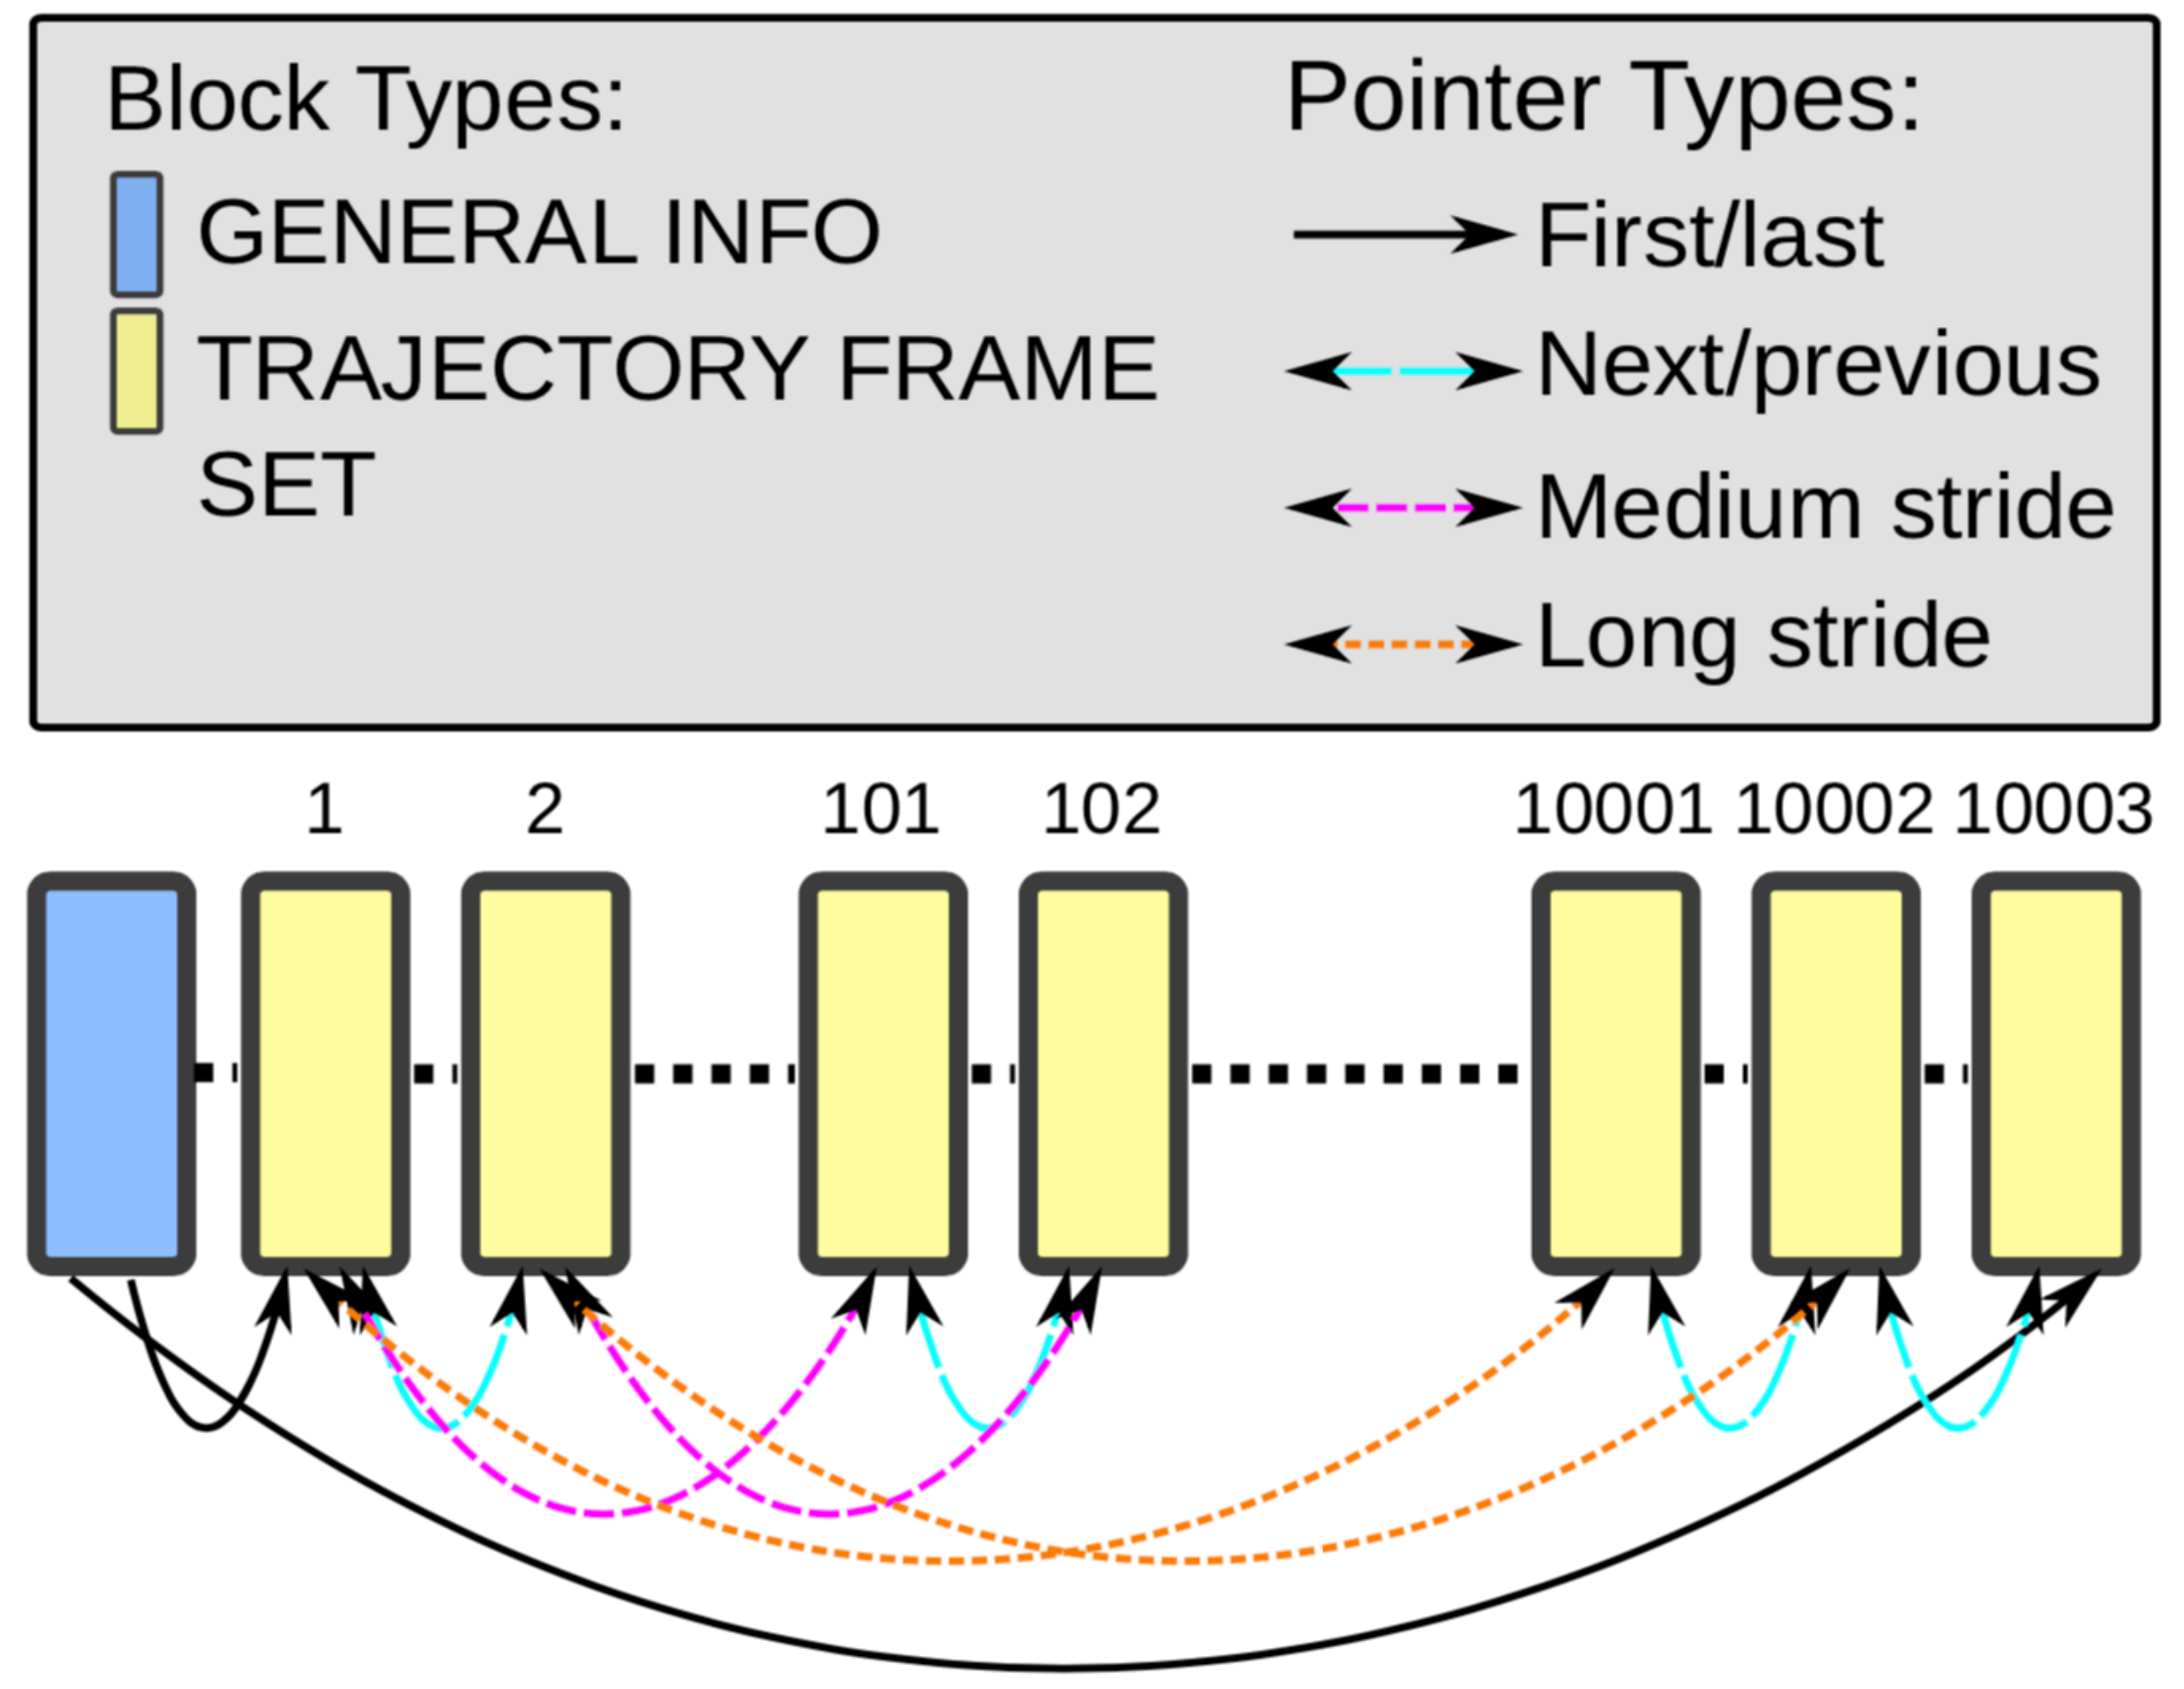 Block Types:
GENERAL INFO
TRAJECTORY FRAME
SET
Pointer Types:
First/last
Next/previous
Medium stride
Long stride
1 2 101 102 10001 10002 10003